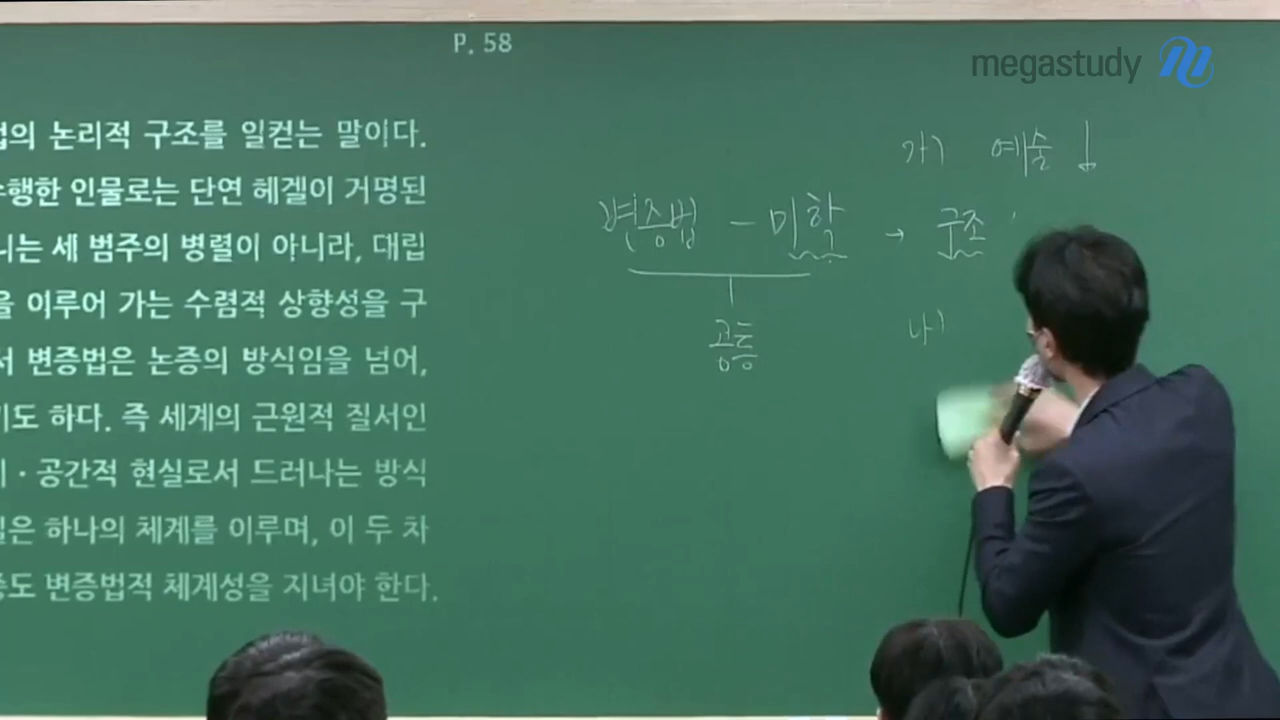 P. 58
megastudy
법의 논리적 구조를 일컫는 말이다.
수행한 인물로는 단연 헤겔이 거명된
니는 세 범주의 병렬이 아니라, 대립
을 이루어 가는 수렴적 상향성을 구
서 변증법은 논증의 방식임을 넘어,
기도 하다. 즉 세계의 근원적 질서인
· 공간적 현실로서 드러나는 방식
은 하나의 체계를 이루며, 이 두 차
도 변증법적 체계성을 지녀야 한다.
가) 예술 ↓
변증법 - 미학 → 구조
공통
나)